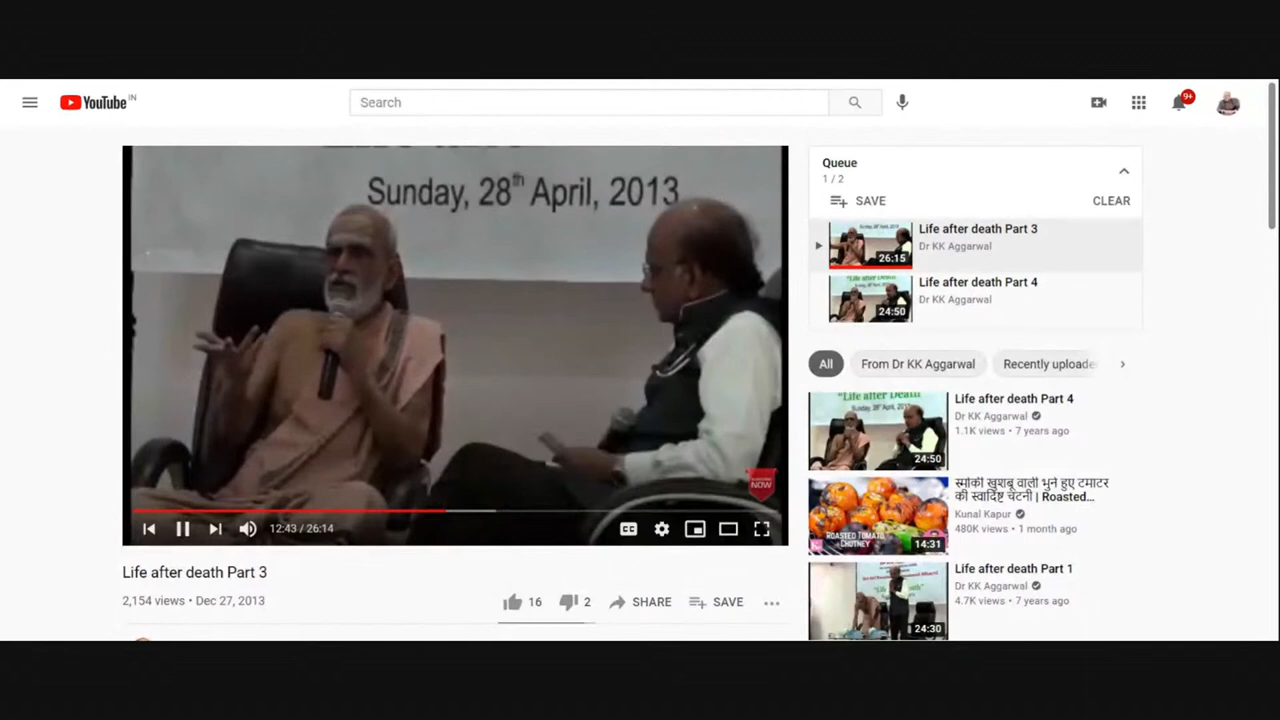 YouTube IN
Search
9+
Sunday, 28th April, 2013
NOW
12:43 / 26:14
Life after death Part 3
2,154 views • Dec 27, 2013
16
2
SHARE
SAVE
Queue
1 / 2
SAVE
CLEAR
Life after death Part 3
Dr KK Aggarwal
26:15
Life after death Part 4
Dr KK Aggarwal
24:50
All
From Dr KK Aggarwal
Recently uploade
"Life after Death"
Sunday, 28th April, 2013
24:50
Life after death Part 4
Dr KK Aggarwal
1.1K views • 7 years ago
ROASTED TOMATO
CHUTNEY
14:31
स्मोकी खुशबू वाली भुने हुए टमाटर
की स्वादिष्ट चटनी | Roasted...
Kunal Kapur
480K views • 1 month ago
24:30
Life after death Part 1
Dr KK Aggarwal
4.7K views • 7 years ago